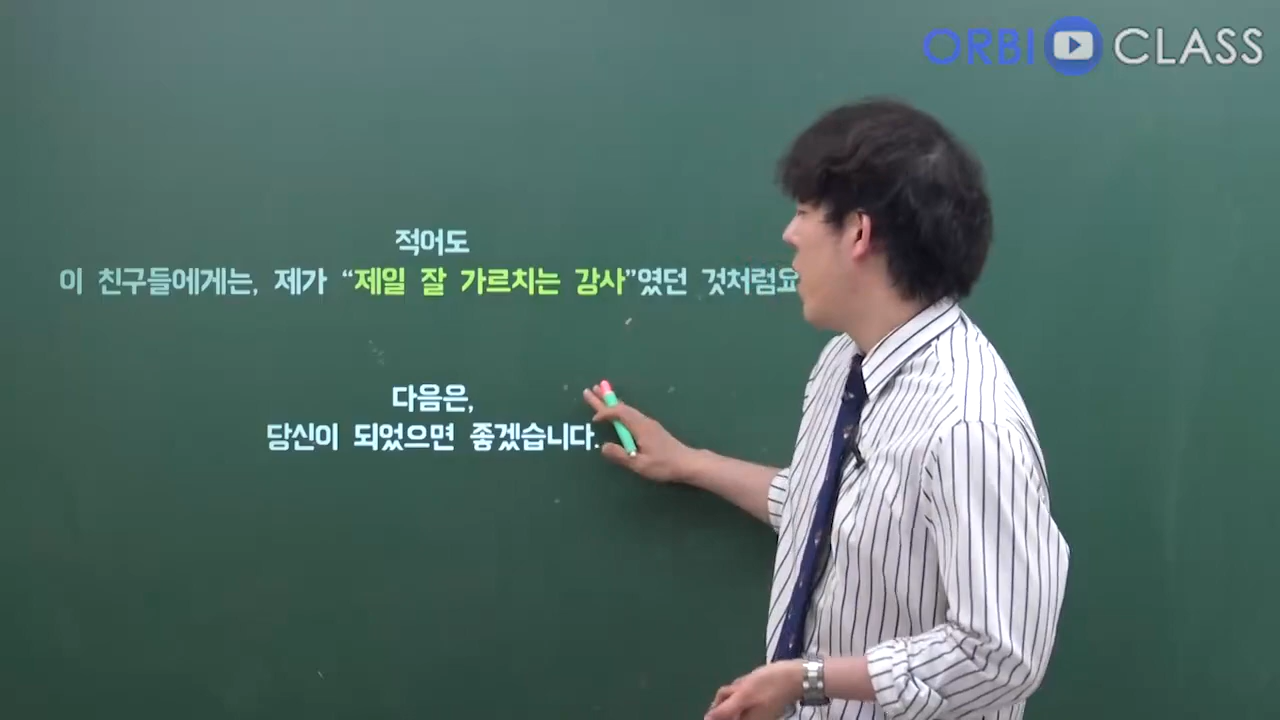 ORBI CLASS
적어도
이 친구들에게는, 제가 “제일 잘 가르치는 강사”였던 것처럼요
다음은,
당신이 되었으면 좋겠습니다.